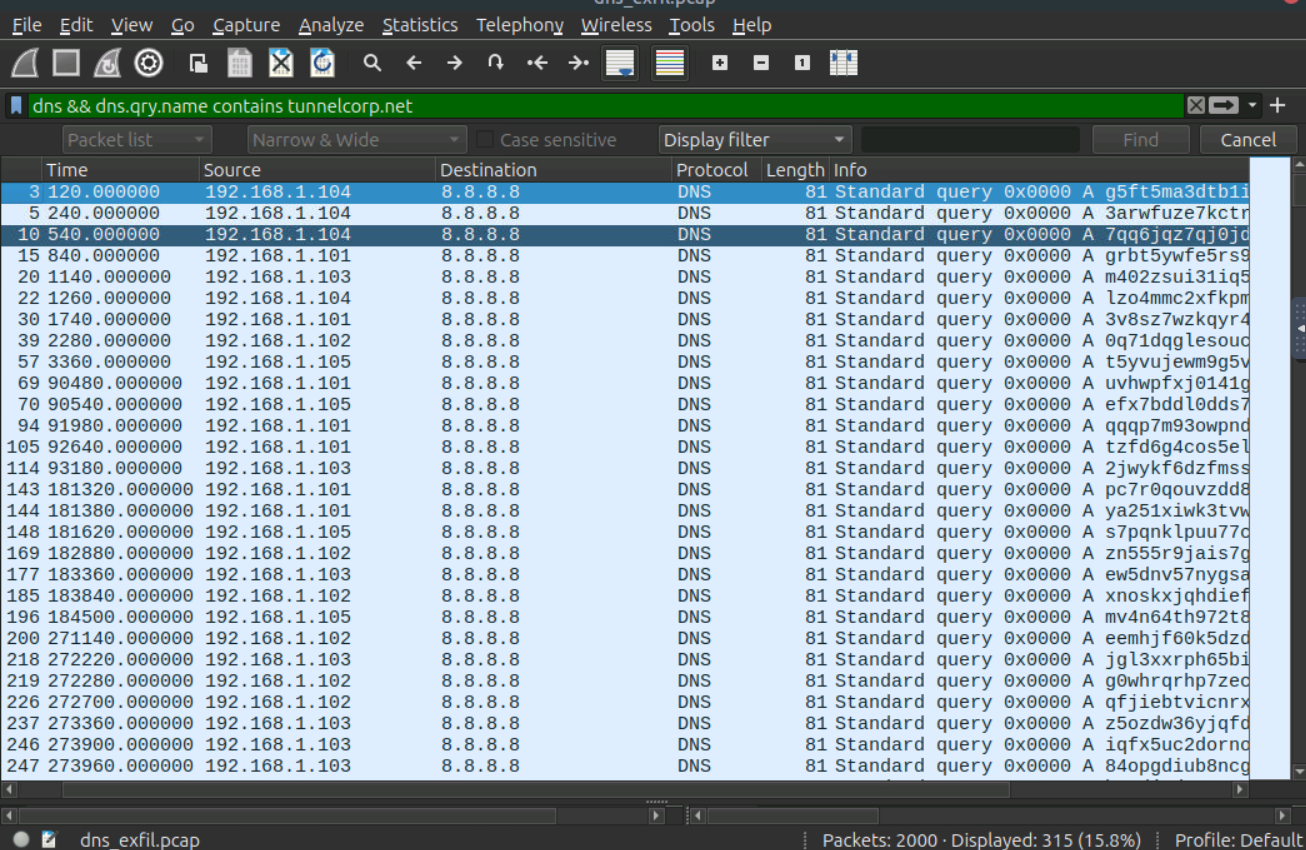 dns_exfil.pcap
File Edit View Go Capture Analyze Statistics Telephony Wireless Tools Help
dns && dns.qry.name contains tunnelcorp.net
Packet list Narrow & Wide Case sensitive Display filter Find Cancel
Time Source Destination Protocol Length Info
3 120.000000 192.168.1.104 8.8.8.8 DNS 81 Standard query 0x0000 A g5ft5ma3dtb1i
5 240.000000 192.168.1.104 8.8.8.8 DNS 81 Standard query 0x0000 A 3arwfuze7kctr
10 540.000000 192.168.1.104 8.8.8.8 DNS 81 Standard query 0x0000 A 7qq6jqz7qj0jd
15 840.000000 192.168.1.101 8.8.8.8 DNS 81 Standard query 0x0000 A grbt5ywfe5rs9
20 1140.000000 192.168.1.103 8.8.8.8 DNS 81 Standard query 0x0000 A m402zsui31iq5
22 1260.000000 192.168.1.104 8.8.8.8 DNS 81 Standard query 0x0000 A lzo4mmc2xfkpm
30 1740.000000 192.168.1.101 8.8.8.8 DNS 81 Standard query 0x0000 A 3v8sz7wzkqyr4
39 2280.000000 192.168.1.102 8.8.8.8 DNS 81 Standard query 0x0000 A 0q71dqglesouc
57 3360.000000 192.168.1.105 8.8.8.8 DNS 81 Standard query 0x0000 A t5yvujewm9g5v
69 90480.000000 192.168.1.101 8.8.8.8 DNS 81 Standard query 0x0000 A uvhwpfxj0141g
70 90540.000000 192.168.1.105 8.8.8.8 DNS 81 Standard query 0x0000 A efx7bddl0dds7
94 91980.000000 192.168.1.101 8.8.8.8 DNS 81 Standard query 0x0000 A qqqp7m93owpnd
105 92640.000000 192.168.1.101 8.8.8.8 DNS 81 Standard query 0x0000 A tzfd6g4cos5el
114 93180.000000 192.168.1.103 8.8.8.8 DNS 81 Standard query 0x0000 A 2jwykf6dzfmss
143 181320.000000 192.168.1.101 8.8.8.8 DNS 81 Standard query 0x0000 A pc7r0qouvzdd8
144 181380.000000 192.168.1.101 8.8.8.8 DNS 81 Standard query 0x0000 A ya251xiwk3tvw
148 181620.000000 192.168.1.105 8.8.8.8 DNS 81 Standard query 0x0000 A s7pqnklpuu77c
169 182880.000000 192.168.1.102 8.8.8.8 DNS 81 Standard query 0x0000 A zn555r9jais7g
177 183360.000000 192.168.1.103 8.8.8.8 DNS 81 Standard query 0x0000 A ew5dnv57nygsa
185 183840.000000 192.168.1.102 8.8.8.8 DNS 81 Standard query 0x0000 A xnoskxjqhdief
196 184500.000000 192.168.1.105 8.8.8.8 DNS 81 Standard query 0x0000 A mv4n64th972t8
200 271140.000000 192.168.1.102 8.8.8.8 DNS 81 Standard query 0x0000 A eemhjf60k5dzd
218 272220.000000 192.168.1.103 8.8.8.8 DNS 81 Standard query 0x0000 A jgl3xxrph65bi
219 272280.000000 192.168.1.102 8.8.8.8 DNS 81 Standard query 0x0000 A g0whrqrhp7zec
226 272700.000000 192.168.1.102 8.8.8.8 DNS 81 Standard query 0x0000 A qfjiebtvicnrx
237 273360.000000 192.168.1.103 8.8.8.8 DNS 81 Standard query 0x0000 A z5ozdw36yjqfd
246 273900.000000 192.168.1.103 8.8.8.8 DNS 81 Standard query 0x0000 A iqfx5uc2dorno
247 273960.000000 192.168.1.103 8.8.8.8 DNS 81 Standard query 0x0000 A 84opgdiub8ncg
dns_exfil.pcap Packets: 2000 · Displayed: 315 (15.8%) Profile: Default